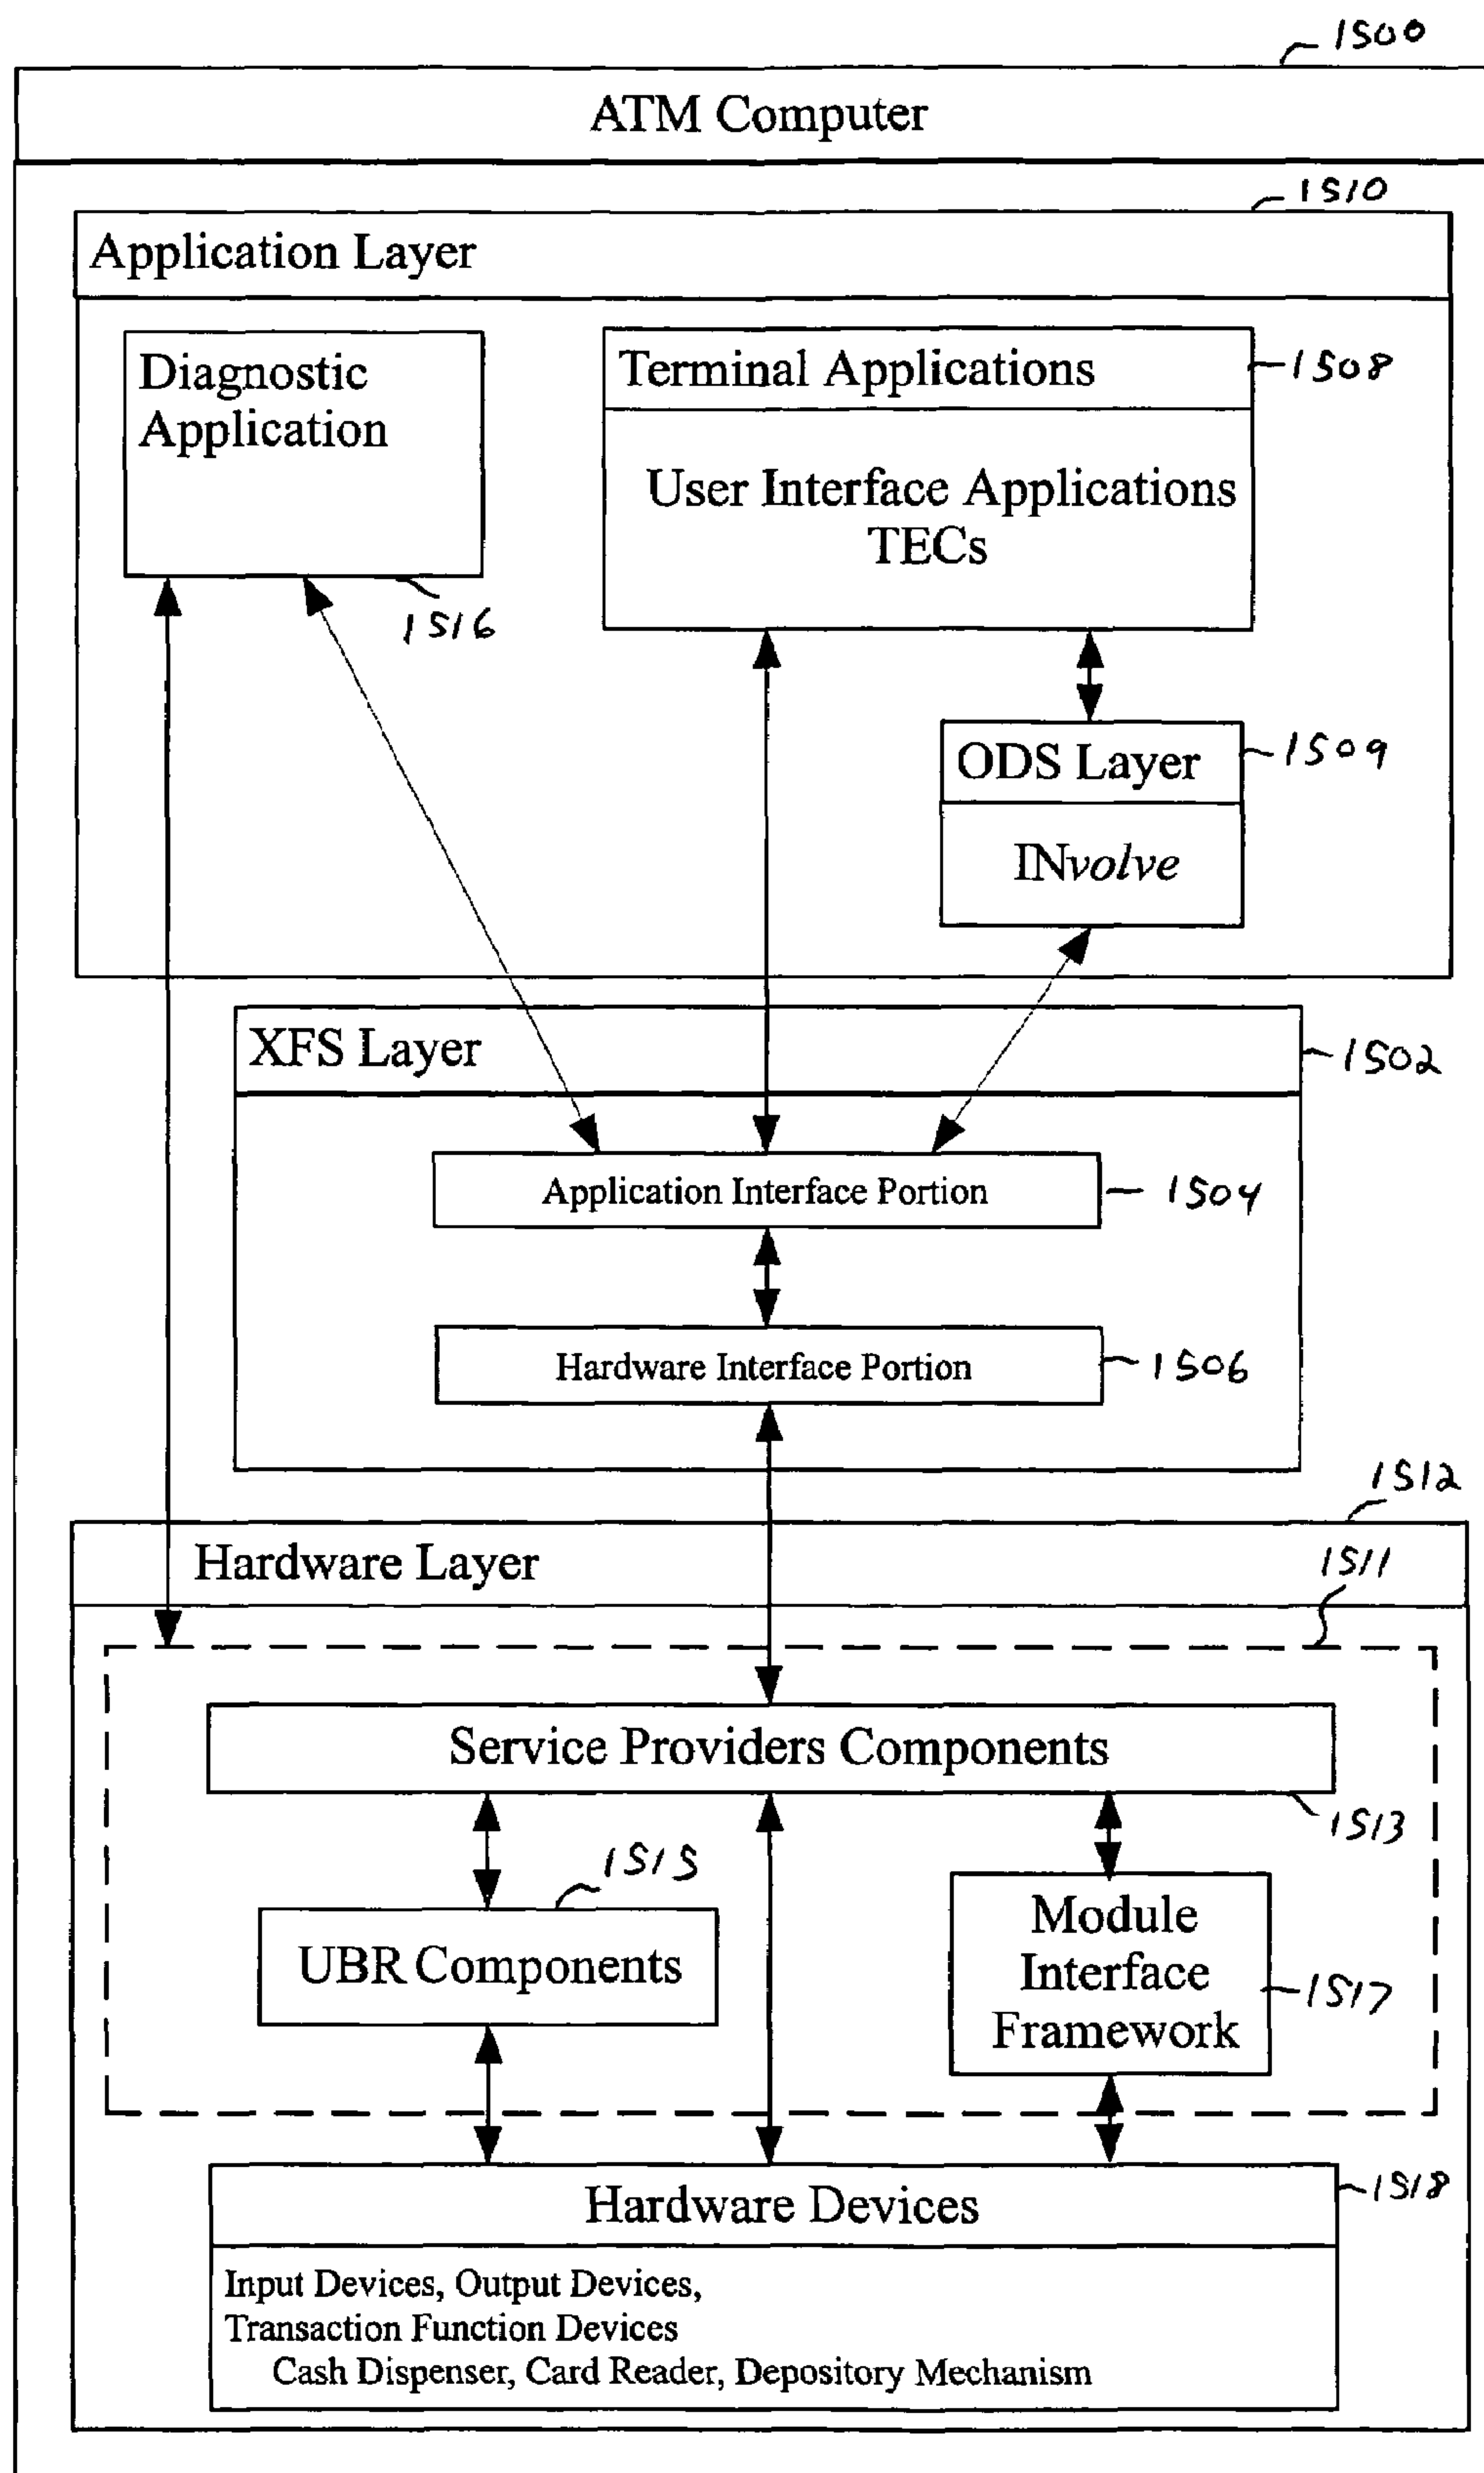 1500
ATM Computer
1510
Application Layer
Diagnostic
Application
1516
Terminal Applications
1508
User Interface Applications
TECs
ODS Layer
1509
INvolve
XFS Layer
1502
Application Interface Portion
1504
Hardware Interface Portion
1506
1512
Hardware Layer
1511
Service Providers Components
1513
1515
UBR Components
Module
Interface
Framework
1517
Hardware Devices
1518
Input Devices, Output Devices,
Transaction Function Devices
Cash Dispenser, Card Reader, Depository Mechanism